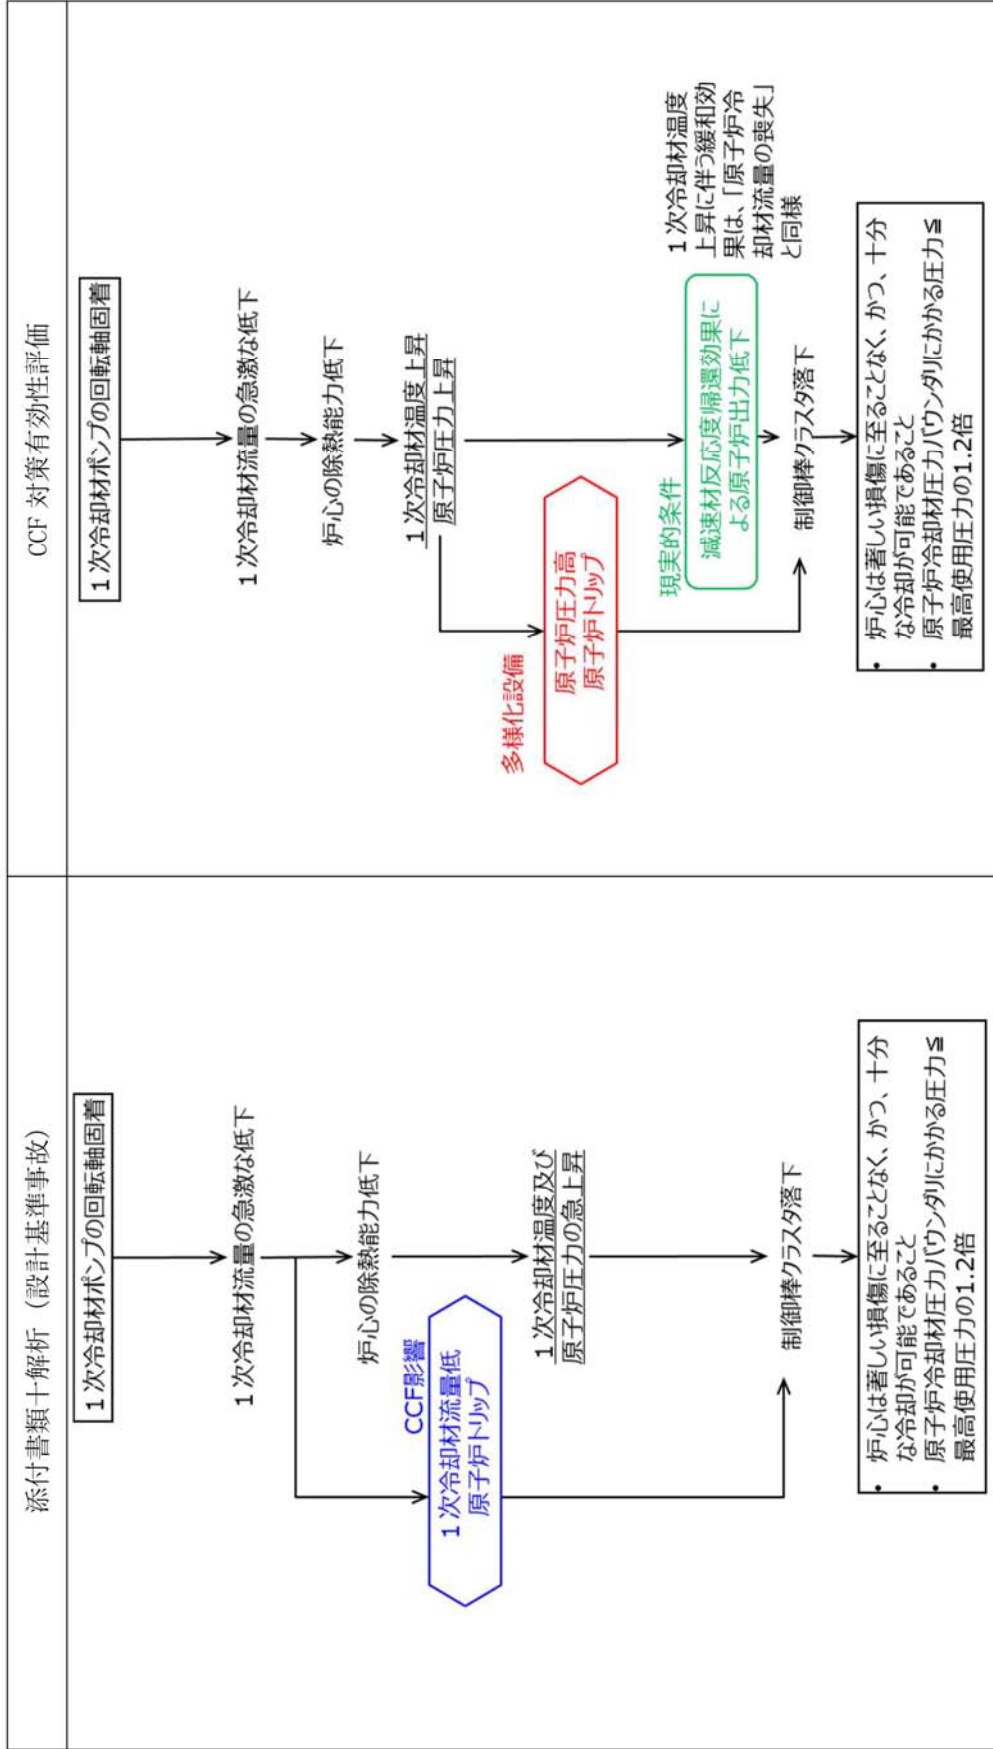 添付書類十解析（設計基準事故）
1次冷却材ポンプの回転軸固着
1次冷却材流量の急激な低下
炉心の除熱能力低下
CCF影響
1次冷却材流量低
原子炉トリップ
1次冷却材温度及び
原子炉圧力の急上昇
制御棒クラスタ落下
• 炉心は著しい損傷に至ることなく、かつ、十分
な冷却が可能であること
• 原子炉冷却材圧力バウンダリにかかる圧力≦
最高使用圧力の1.2倍
CCF 対策有効性評価
1次冷却材ポンプの回転軸固着
1次冷却材流量の急激な低下
炉心の除熱能力低下
1次冷却材温度上昇
原子炉圧力上昇
多様化設備
原子炉圧力高
原子炉トリップ
現実的条件
減速材反応度帰還効果に
よる原子炉出力低下
1次冷却材温度
上昇に伴う緩和効
果は、「原子炉冷
却材流量の喪失」
と同様
制御棒クラスタ落下
• 炉心は著しい損傷に至ることなく、かつ、十分
な冷却が可能であること
• 原子炉冷却材圧力バウンダリにかかる圧力≦
最高使用圧力の1.2倍